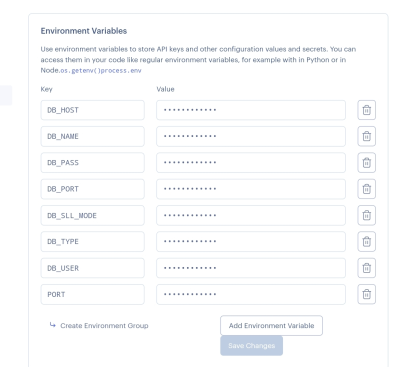 Environment Variables
Use environment variables to store API keys and other configuration values and secrets. You can
access them in your code like regular environment variables, for example with in Python or in
Node.os.getenv()process.env
Key Value
DB_HOST ••••••••••••
DB_NAME ••••••••••••
DB_PASS ••••••••••••
DB_PORT ••••••••••••
DB_SLL_MODE ••••••••••••
DB_TYPE ••••••••••••
DB_USER ••••••••••••
PORT ••••••••••••
Create Environment Group Add Environment Variable
Save Changes